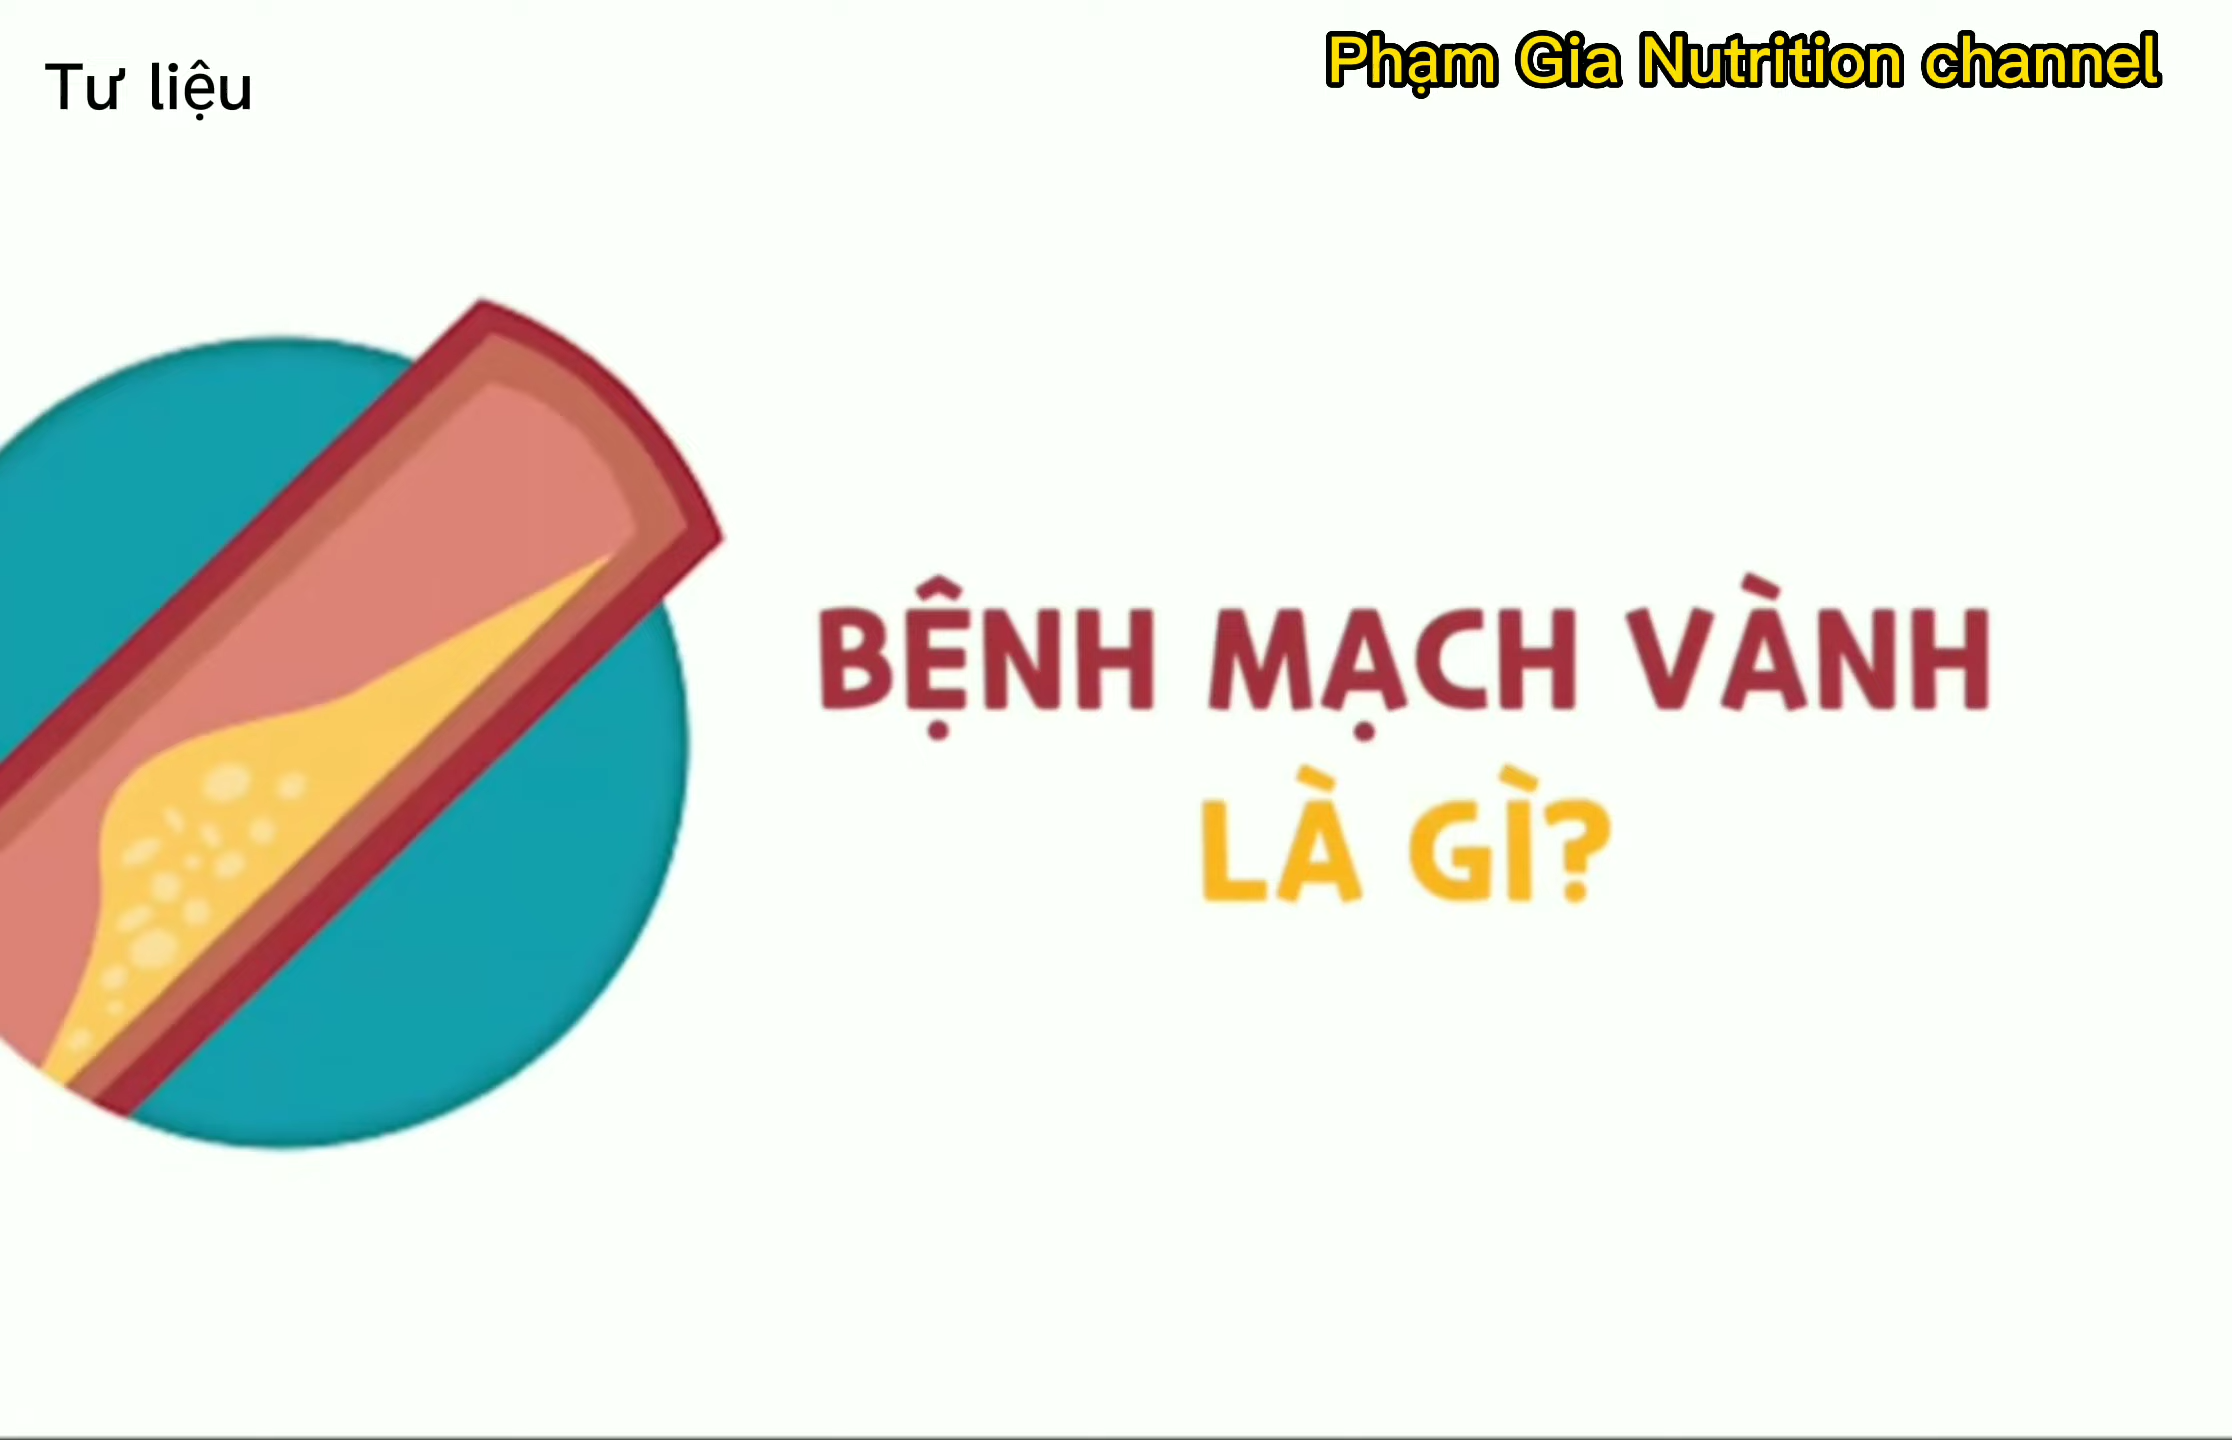 Tư liệu
Phạm Gia Nutrition channel
BỆNH MẠCH VÀNH
LÀ GÌ?